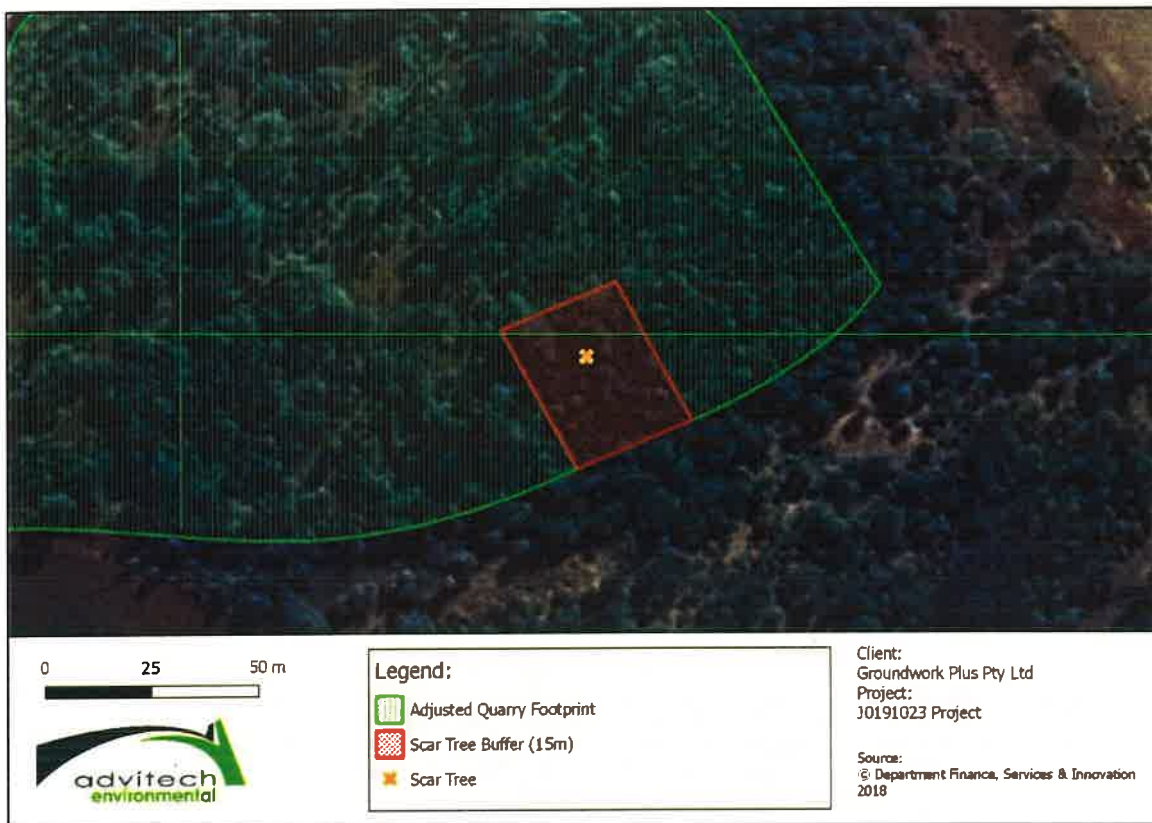 0 25 50 m
advitech
environmental
Legend:
Adjusted Quarry Footprint
Scar Tree Buffer (15m)
Scar Tree
Client:
Groundwork Plus Pty Ltd
Project:
J0191023 Project
Source:
© Department Finance, Services & Innovation
2018